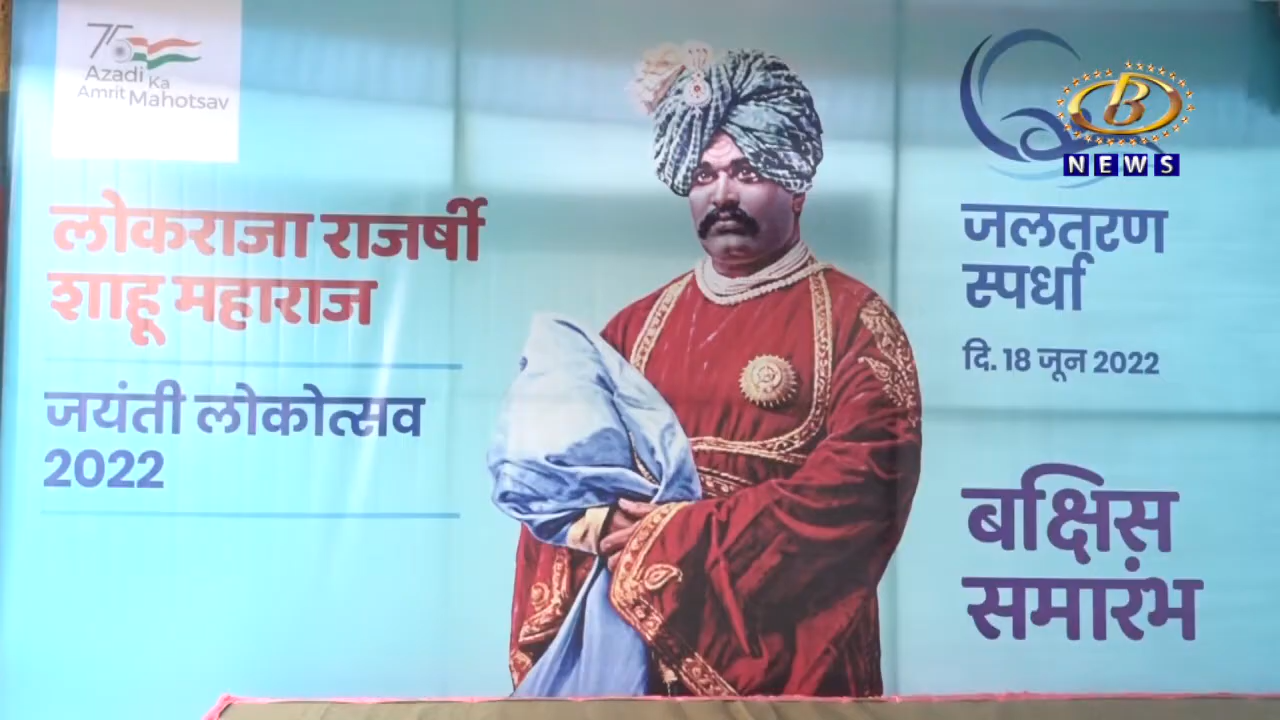 75
Azadi Ka
Amrit Mahotsav
लोकराजा राजर्षी
शाहू महाराज
जयंती लोकोत्सव
2022
B
NEWS
जलतरण
स्पर्धा
दि. 18 जून 2022
बक्षिस
समारंभ